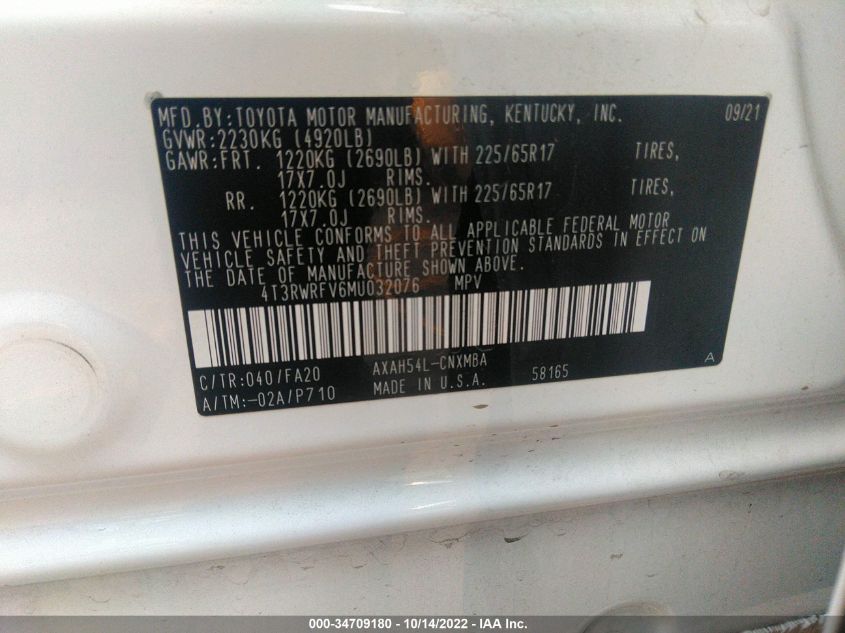 MFD.BY:TOYOTA MOTOR MANUFACTURING, KENTUCKY, INC. 09/21
GVWR:2230KG (4920LB)
GAWR:FRT. 1220KG (2690LB) WITH 225/65R17 TIRES,
17X7.0J RIMS.
RR. 1220KG (2690LB) WITH 225/65R17 TIRES,
17X7.0J RIMS.
THIS VEHICLE CONFORMS TO ALL APPLICABLE FEDERAL MOTOR
VEHICLE SAFETY AND THEFT PREVENTION STANDARDS IN EFFECT ON
THE DATE OF MANUFACTURE SHOWN ABOVE.
4T3RWRFV6MU032076 MPV
C/TR:040/FA20 AXAH54L-CNXMBA A
A/TM:-02A/P710 MADE IN U.S.A. 58165
000-34709180 - 10/14/2022 - IAA Inc.